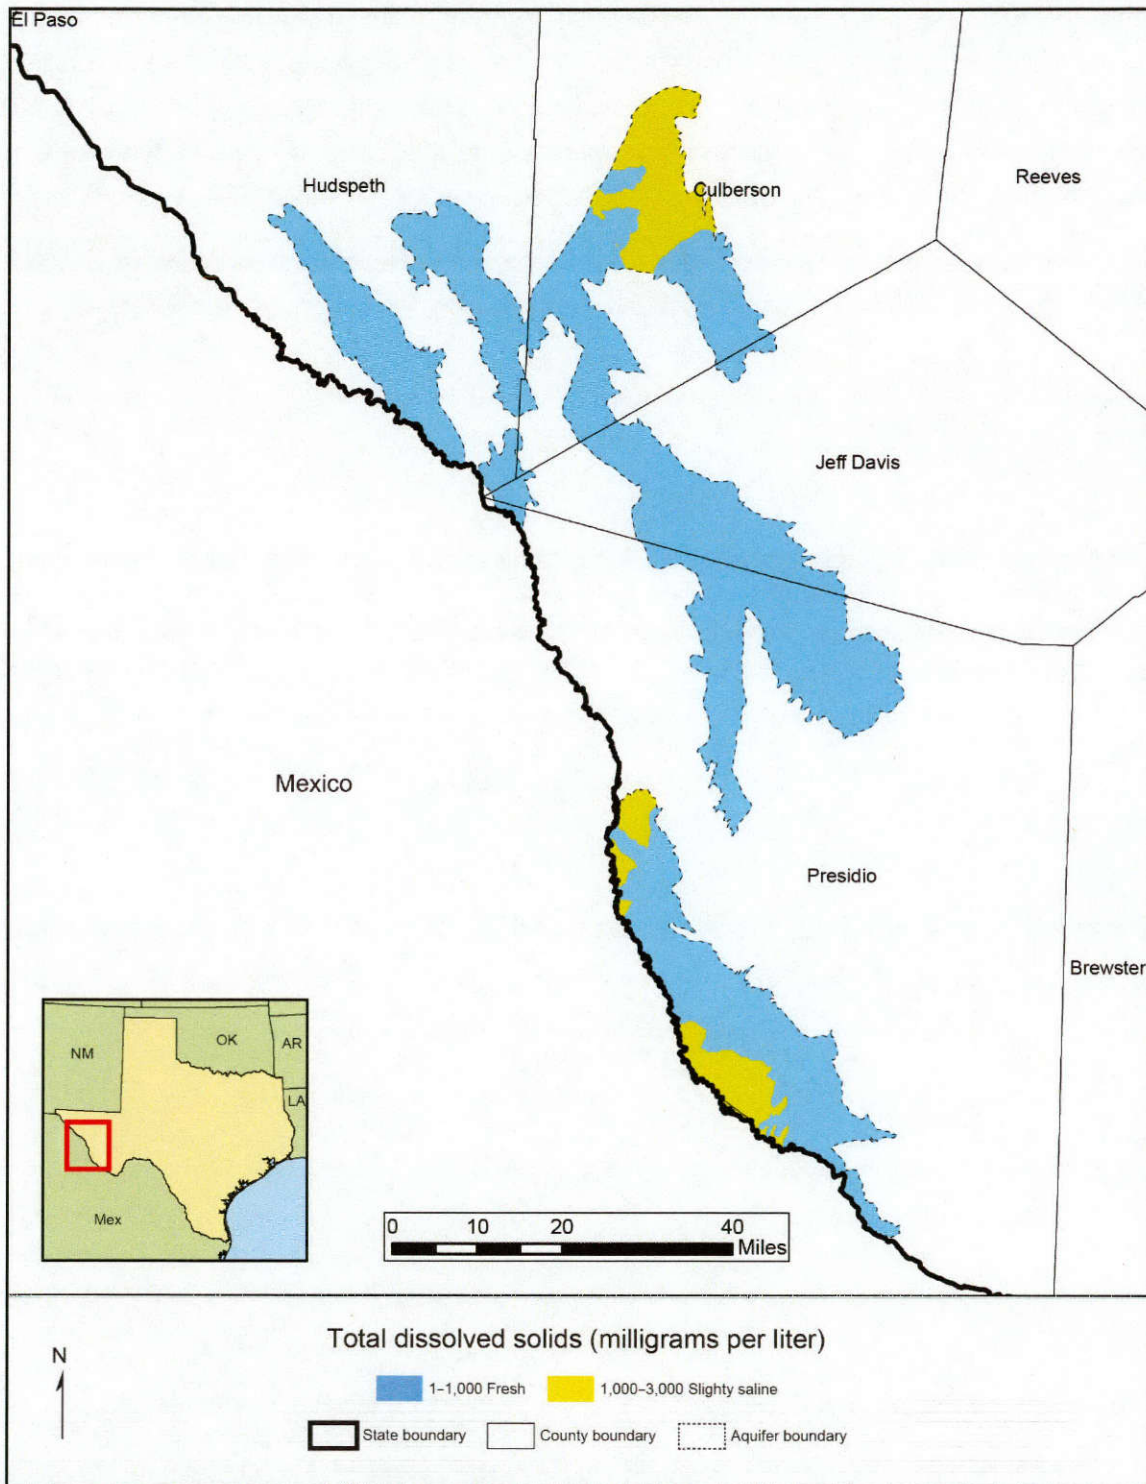 El Paso
Hudspeth
Culberson
Reeves
Jeff Davis
Mexico
Presidio
Brewster
NM
OK
AR
LA
Mex
0 10 20 40
Miles
Total dissolved solids (milligrams per liter)
N
1–1,000 Fresh
1,000–3,000 Slighty saline
State boundary
County boundary
Aquifer boundary